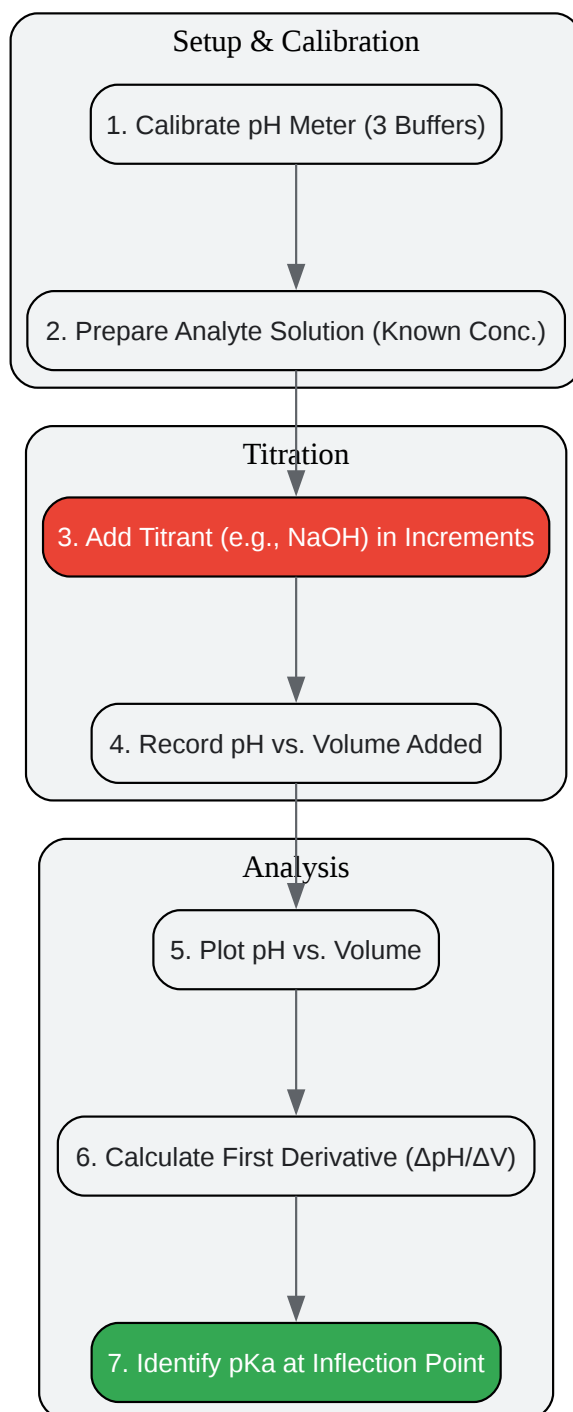 Setup & Calibration
1. Calibrate pH Meter (3 Buffers)
2. Prepare Analyte Solution (Known Conc.)
Titration
3. Add Titrant (e.g., NaOH) in Increments
4. Record pH vs. Volume Added
Analysis
5. Plot pH vs. Volume
6. Calculate First Derivative (ΔpH/ΔV)
7. Identify pKa at Inflection Point